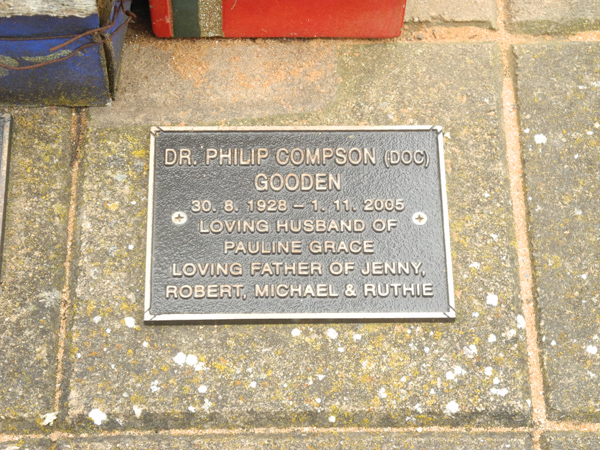 DR. PHILIP COMPSON (DOC)
GOODEN
30. 8. 1928 – 1. 11. 2005
LOVING HUSBAND OF
PAULINE GRACE
LOVING FATHER OF JENNY,
ROBERT, MICHAEL & RUTHIE